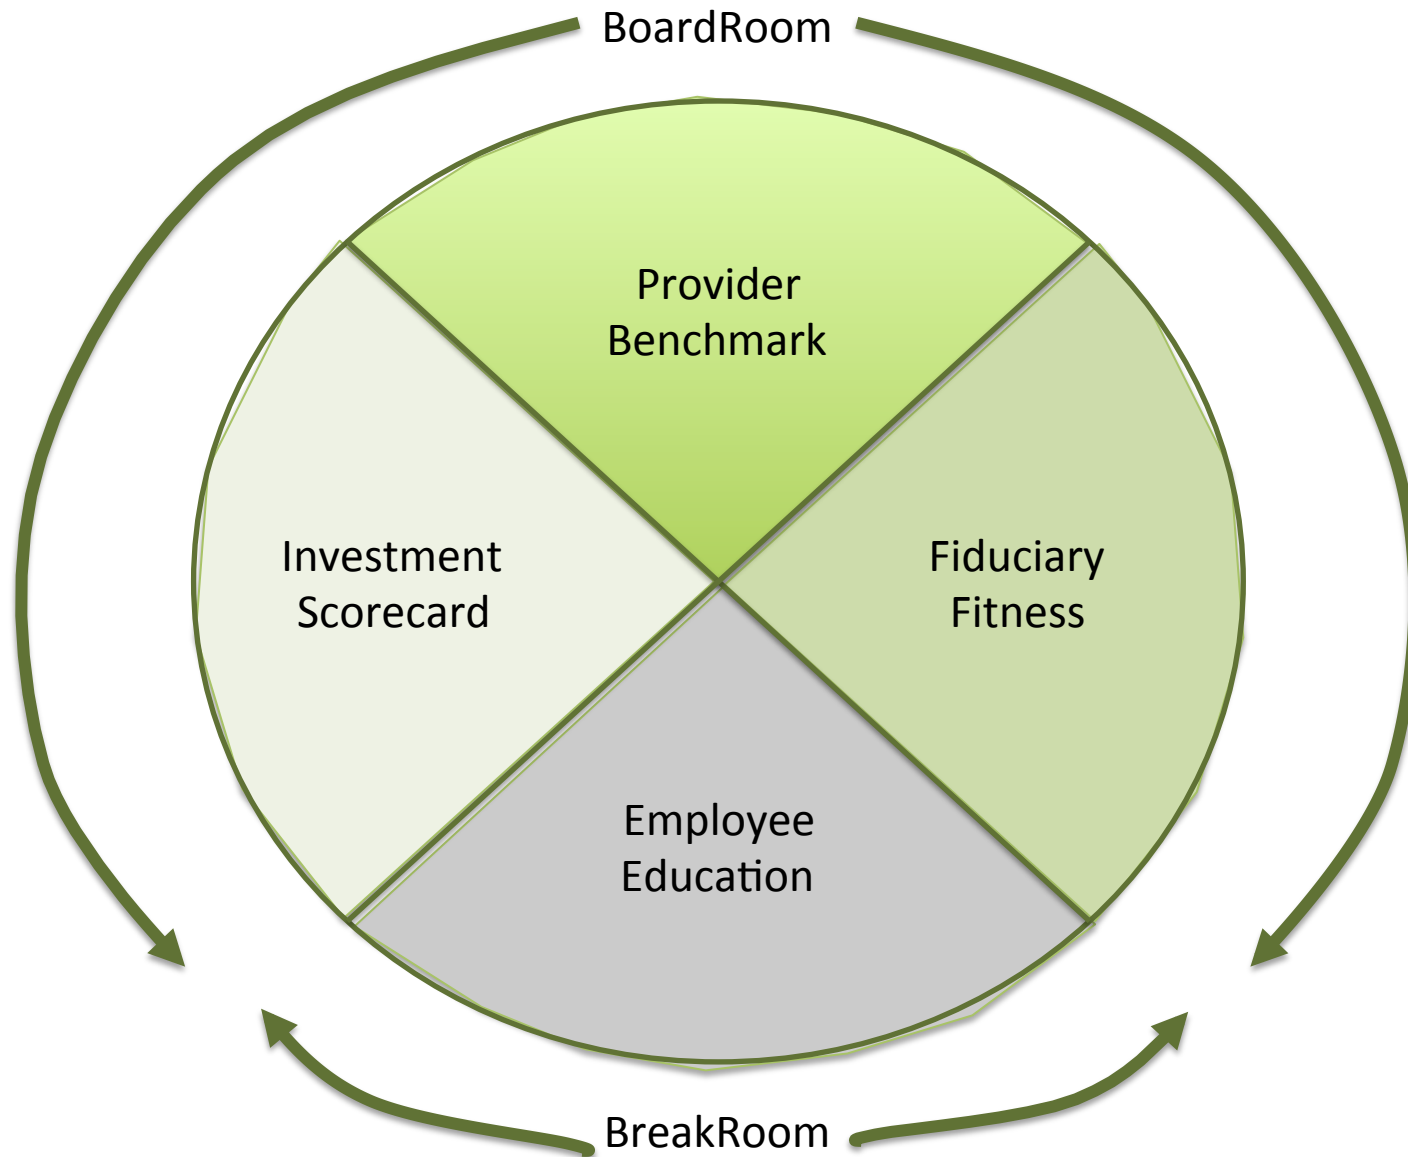 BoardRoom
Provider
Benchmark
Investment
Scorecard
Fiduciary
Fitness
Employee
Education
BreakRoom